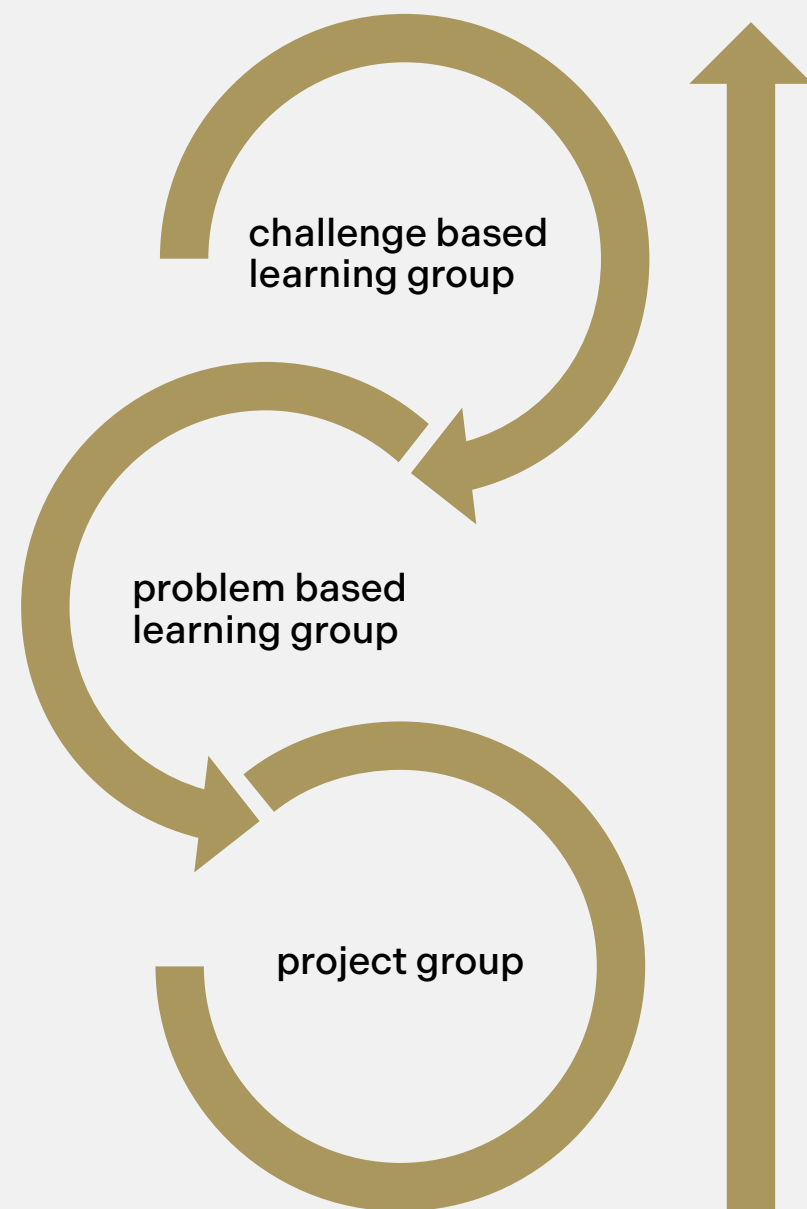 challenge based
learning group
problem based
learning group
project group